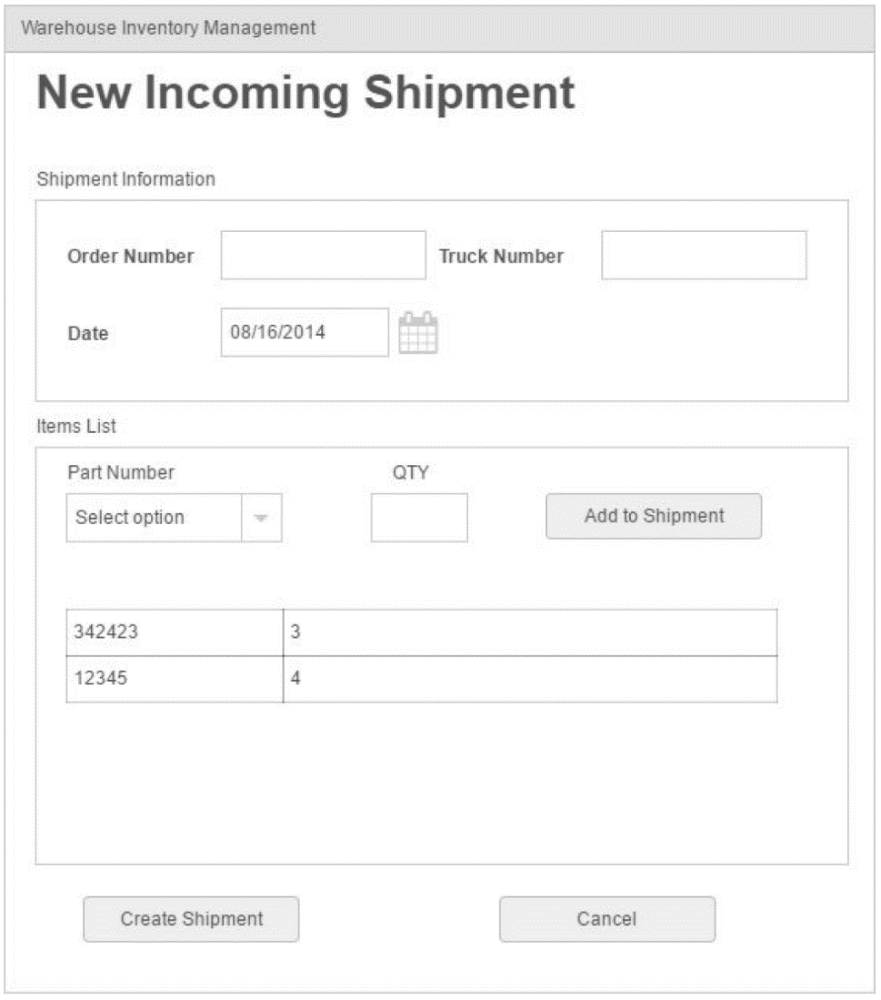 Warehouse Inventory Management
New Incoming Shipment
Shipment Information
Order Number Truck Number
Date 08/16/2014
Items List
Part Number QTY
Select option Add to Shipment
342423 3
12345 4
Create Shipment Cancel